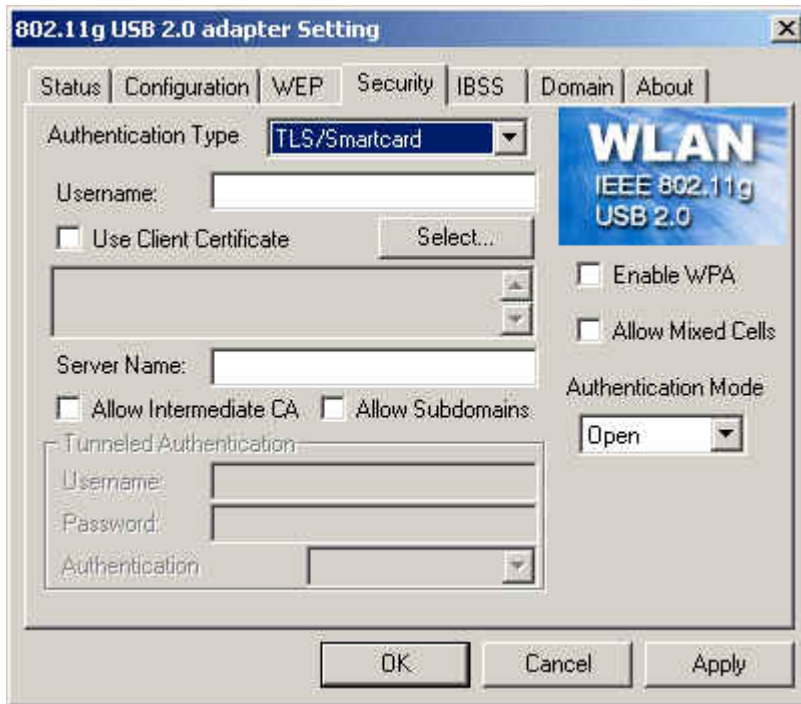 802.11g USB 2.0 adapter Setting
Status Configuration WEP Security IBSS Domain About
Authentication Type TLS/Smartcard
WLAN
IEEE 802.11g
USB 2.0
Username:
Use Client Certificate Select...
Enable WPA
Allow Mixed Cells
Server Name:
Allow Intermediate CA Allow Subdomains
Authentication Mode
Open
Tunneled Authentication
Username:
Password:
Authentication
OK Cancel Apply